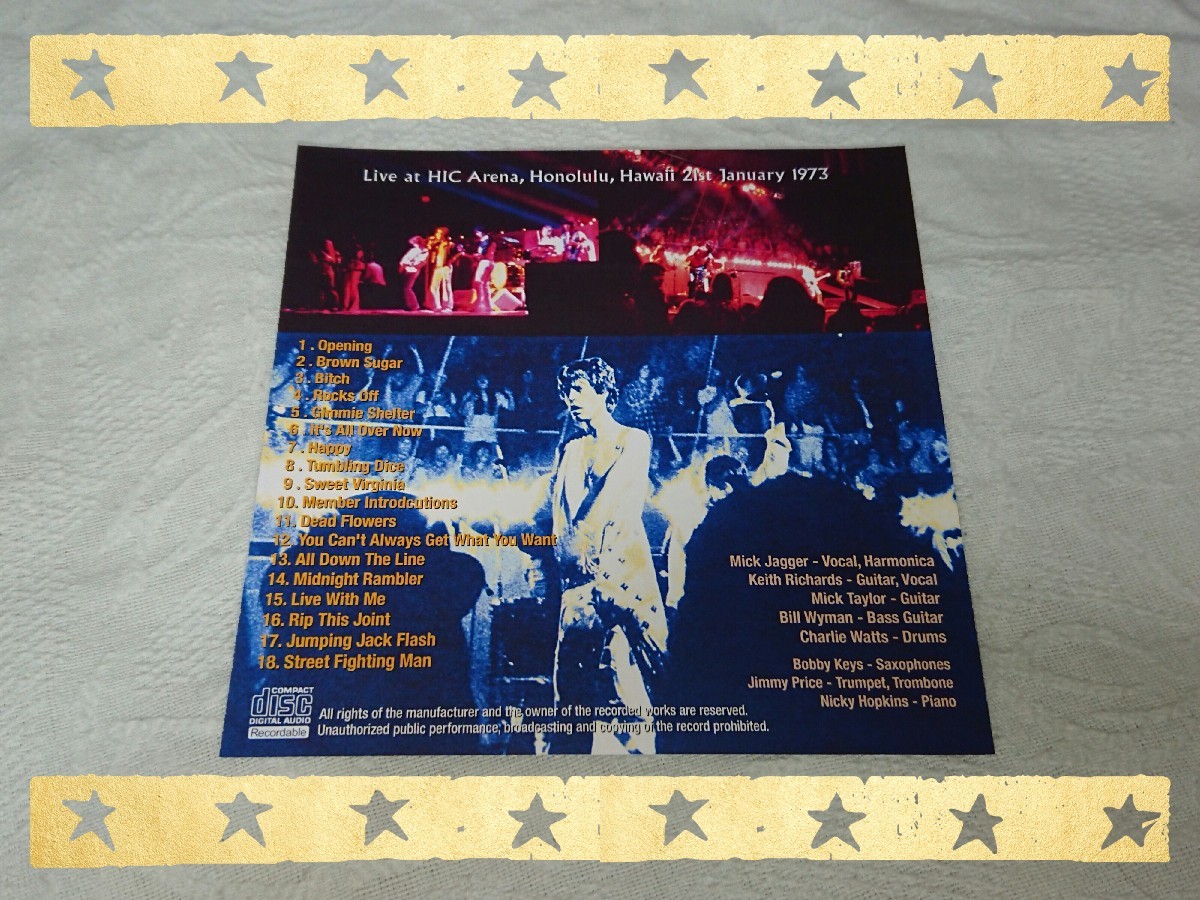 Live at HIC Arena, Honolulu, Hawaii 21st January 1973
1 . Opening
2 . Brown Sugar
3 . Bitch
4 . Rocks Off
5 . Gimmie Shelter
6 . It's All Over Now
7 . Happy
8 . Tumbling Dice
9 . Sweet Virginia
10. Member Introdcutions
11. Dead Flowers
12. You Can't Always Get What You Want
13. All Down The Line
14. Midnight Rambler
15. Live With Me
16. Rip This Joint
17. Jumping Jack Flash
18. Street Fighting Man
Mick Jagger - Vocal, Harmonica
Keith Richards - Guitar, Vocal
Mick Taylor - Guitar
Bill Wyman - Bass Guitar
Charlie Watts - Drums
Bobby Keys - Saxophones
Jimmy Price - Trumpet, Trombone
Nicky Hopkins - Piano
COMPACT
disc
DIGITAL AUDIO
Recordable
All rights of the manufacturer and the owner of the recorded works are reserved.
Unauthorized public performance, broadcasting and copying of the record prohibited.